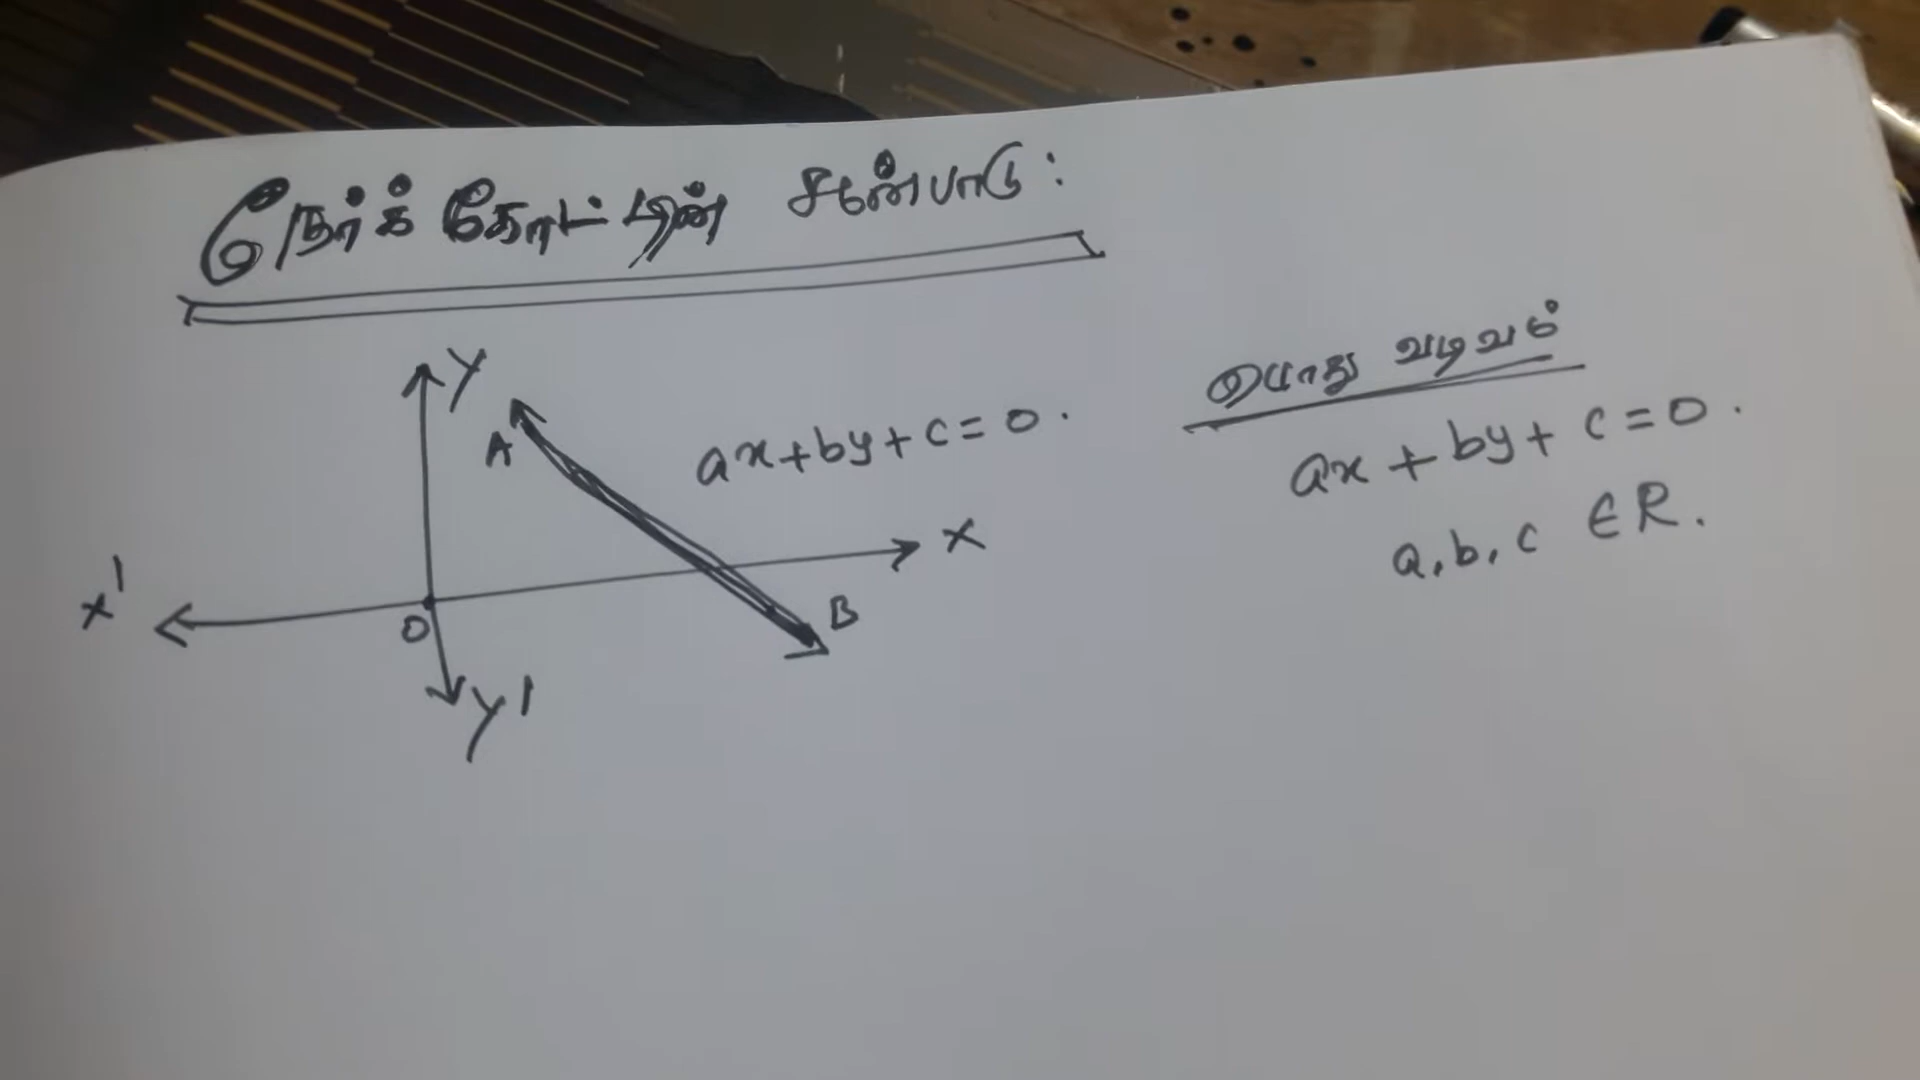 நேர்க் கோட்டின் சமன்பாடு :
Y
A
ax+by+c=0.
X
X'
O
B
Y'
பொது வடிவம்
ax + by + c = 0.
a, b, c ∈ R.